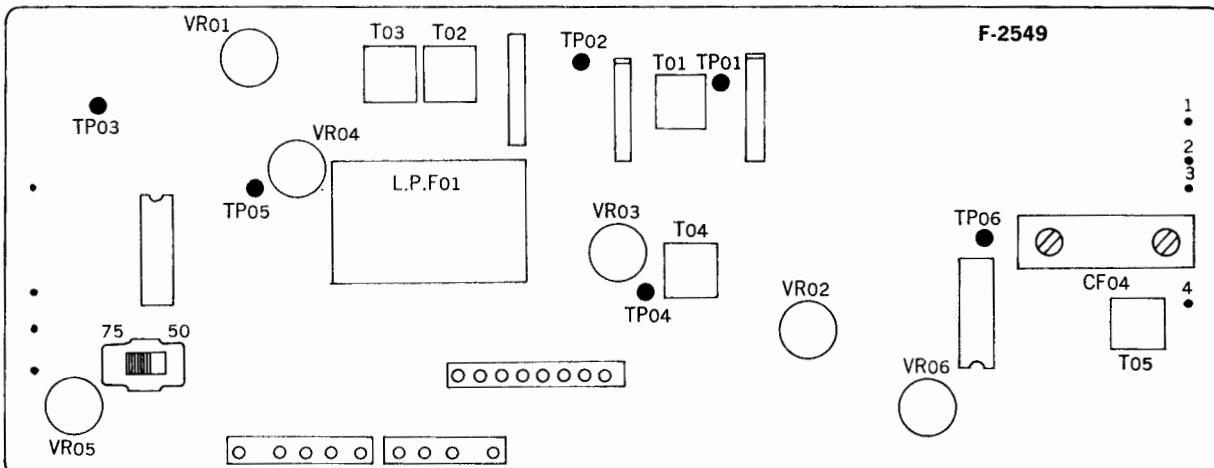 VR01
T03 T02
TP02
F-2549
T01 TP01
TP03
1
VR04
2
3
L.P.F01
TP05
VR03
T04
TP06
CF04
VR02
4
TP04
75 50
T05
VR06
VR05